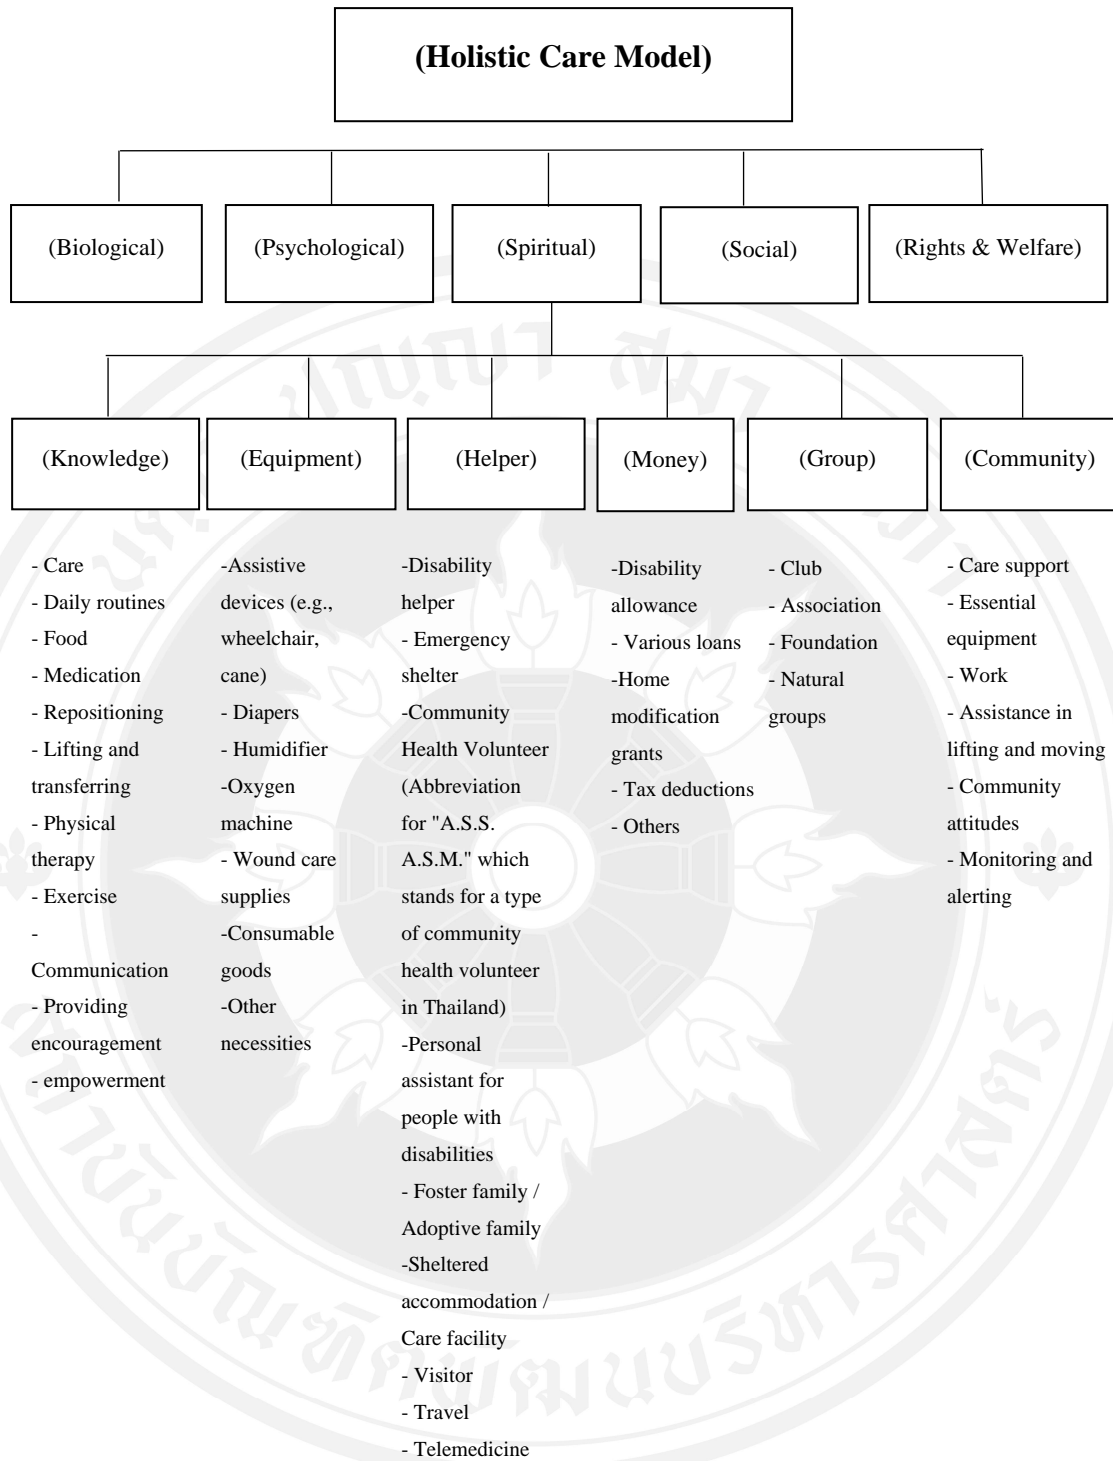 (Holistic Care Model)
(Biological)
(Psychological)
(Spiritual)
(Social)
(Rights & Welfare)
(Knowledge)
(Equipment)
(Helper)
(Money)
(Group)
(Community)
- Care
- Daily routines
- Food
- Medication
- Repositioning
- Lifting and
transferring
- Physical
therapy
- Exercise
-
Communication
- Providing
encouragement
- empowerment
-Assistive
devices (e.g.,
wheelchair,
cane)
- Diapers
- Humidifier
-Oxygen
machine
- Wound care
supplies
-Consumable
goods
-Other
necessities
-Disability
helper
- Emergency
shelter
-Community
Health Volunteer
(Abbreviation
for "A.S.S.
A.S.M." which
stands for a type
of community
health volunteer
in Thailand)
-Personal
assistant for
people with
disabilities
- Foster family /
Adoptive family
-Sheltered
accommodation /
Care facility
- Visitor
- Travel
- Telemedicine
-Disability
allowance
- Various loans
-Home
modification
grants
- Tax deductions
- Others
- Club
- Association
- Foundation
- Natural
groups
- Care support
- Essential
equipment
- Work
- Assistance in
lifting and moving
- Community
attitudes
- Monitoring and
alerting